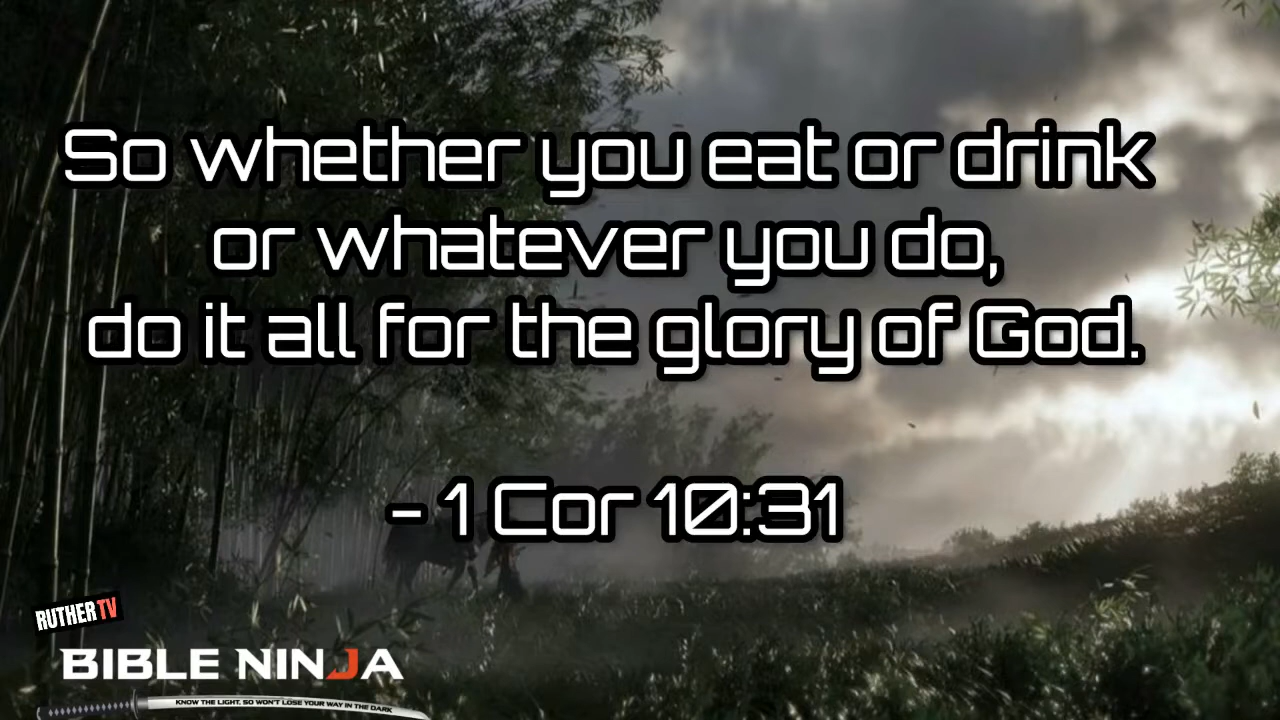 So whether you eat or drink
or whatever you do,
do it all for the glory of God.
- 1 Cor 10:31
RUTHER TV
BIBLE NINJA
KNOW THE LIGHT, SO WON'T LOSE YOUR WAY IN THE DARK